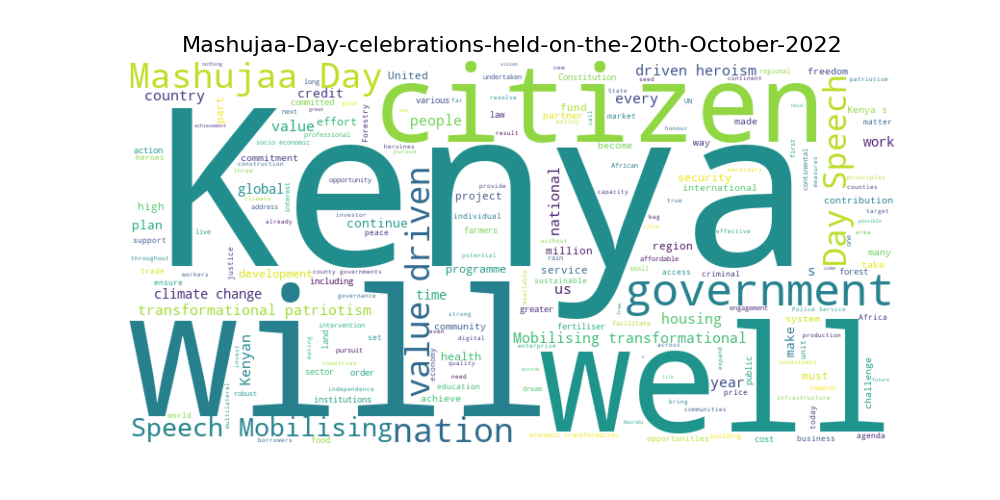 Mashujaa-Day-celebrations-held-on-the-20th-October-2022
Mashujaa Day
citizen
driven heroism
freedom
United
Constitution
regional
continent
patriotism
nothing
vision
new
long
undertaken
seed
State
UN
country
credit
committed
good
part
next
great
effort
value
professional
socio economic
Forestry
various
far
resolve
people
law
fund
partner
policy
call
every
market
made
honour
matter
held
Day Speech
Kenya s
work
achievement
heroines
pursue
result
become
way
first
Kenya
action
heroes
commitment
construction
three
opportunity
climate
global
interest
address
investor
peace
already
high
plan
support
live
throughout
trade
ensure
workers
justice
development
county governments
including
governance
continue
driven
value
provide
project
individual
farmers
potential
programme
national
African
capacity
million
without
rain
service
sustainable
us
available
security
necessary
international
true
bag
effective
region
affordable
small
access
criminal
continental
measures
principles
counties
contribution
target
possible
area
one
many
s
forest
take
come
government
climate change
transformational patriotism
time
strong
community
even
digital
greater
fertiliser
facilitate
engagement
housing
Mobilising transformational
system
Police Service
Africa
make
unit
production
will
well
Kenyan
invest
robust
multilateral
intervention
land
set
making
pursuit
countries
sector
order
independence
institutions
economy
health
quality
need
education
achieve
enterprise
across
expand
public
investment
must
towards
challenge
future
infrastructure
life
bring
communities
year
price
dream
today
world
Speech Mobilising
nation
borrowers
food
economic transformation
Nairobi
opportunities
building
cost
business
agenda